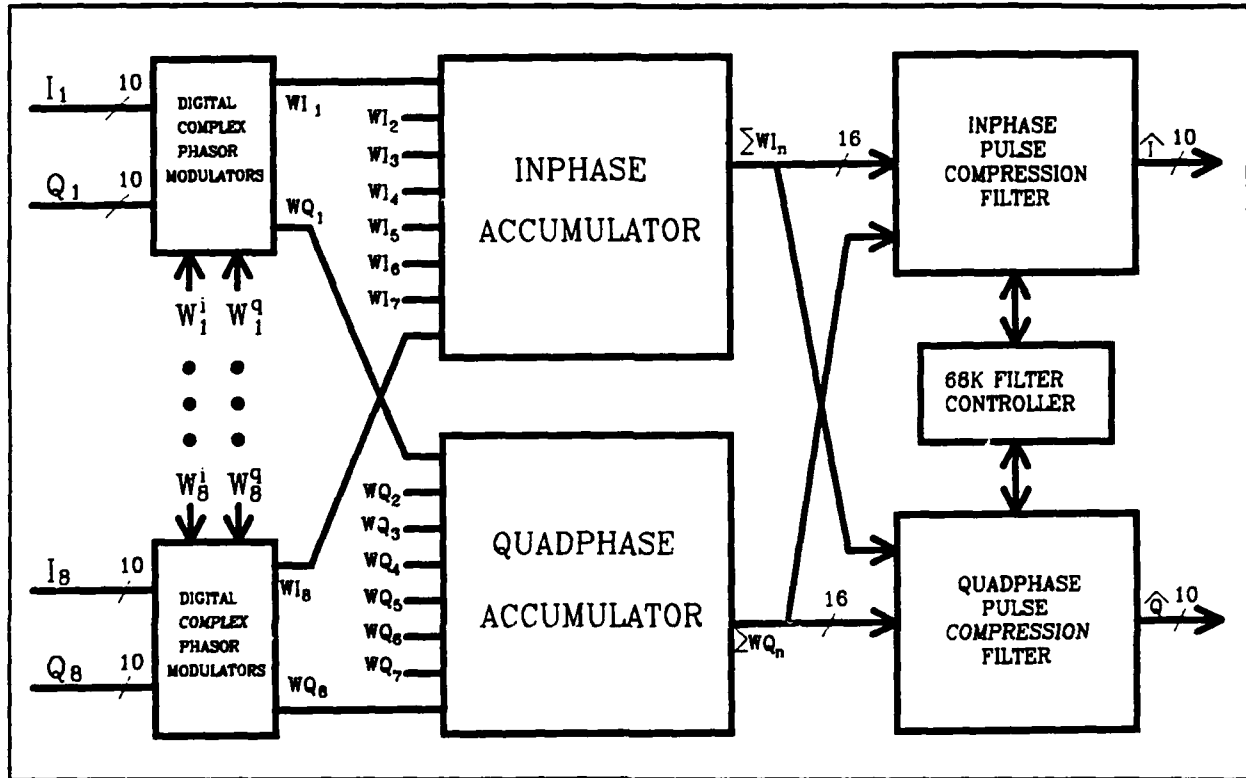 I₁ 10
Q₁ 10
DIGITAL
COMPLEX
PHASOR
MODULATORS
WI₁
WQ₁
W₁ⁱ W₁^q
W₈ⁱ W₈^q
I₈ 10
Q₈ 10
DIGITAL
COMPLEX
PHASOR
MODULATORS
WI₈
WQ₈
WI₂
WI₃
WI₄
WI₅
WI₆
WI₇
INPHASE
ACCUMULATOR
WQ₂
WQ₃
WQ₄
WQ₅
WQ₆
WQ₇
QUADPHASE
ACCUMULATOR
∑WIₙ 16
∑WQₙ 16
INPHASE
PULSE
COMPRESSION
FILTER
Î 10
68K FILTER
CONTROLLER
QUADPHASE
PULSE
COMPRESSION
FILTER
Q̂ 10